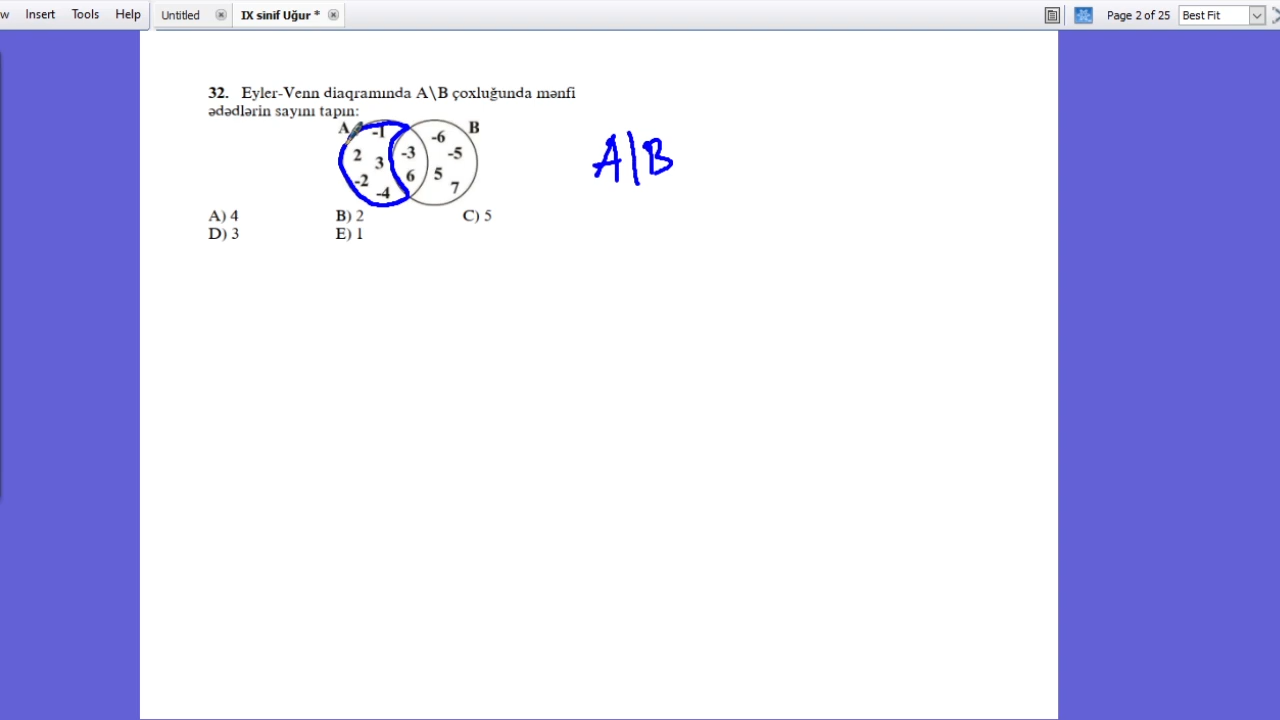 w Insert Tools Help Untitled IX sinif Uğur * Page 2 of 25 Best Fit
32. Eyler-Venn diaqramında A\B çoxluğunda mənfi
ədədlərin sayını tapın:
A -1 -6 B
2 3 -3 -5
-2 6 5
-4 7
A|B
A) 4 B) 2 C) 5
D) 3 E) 1